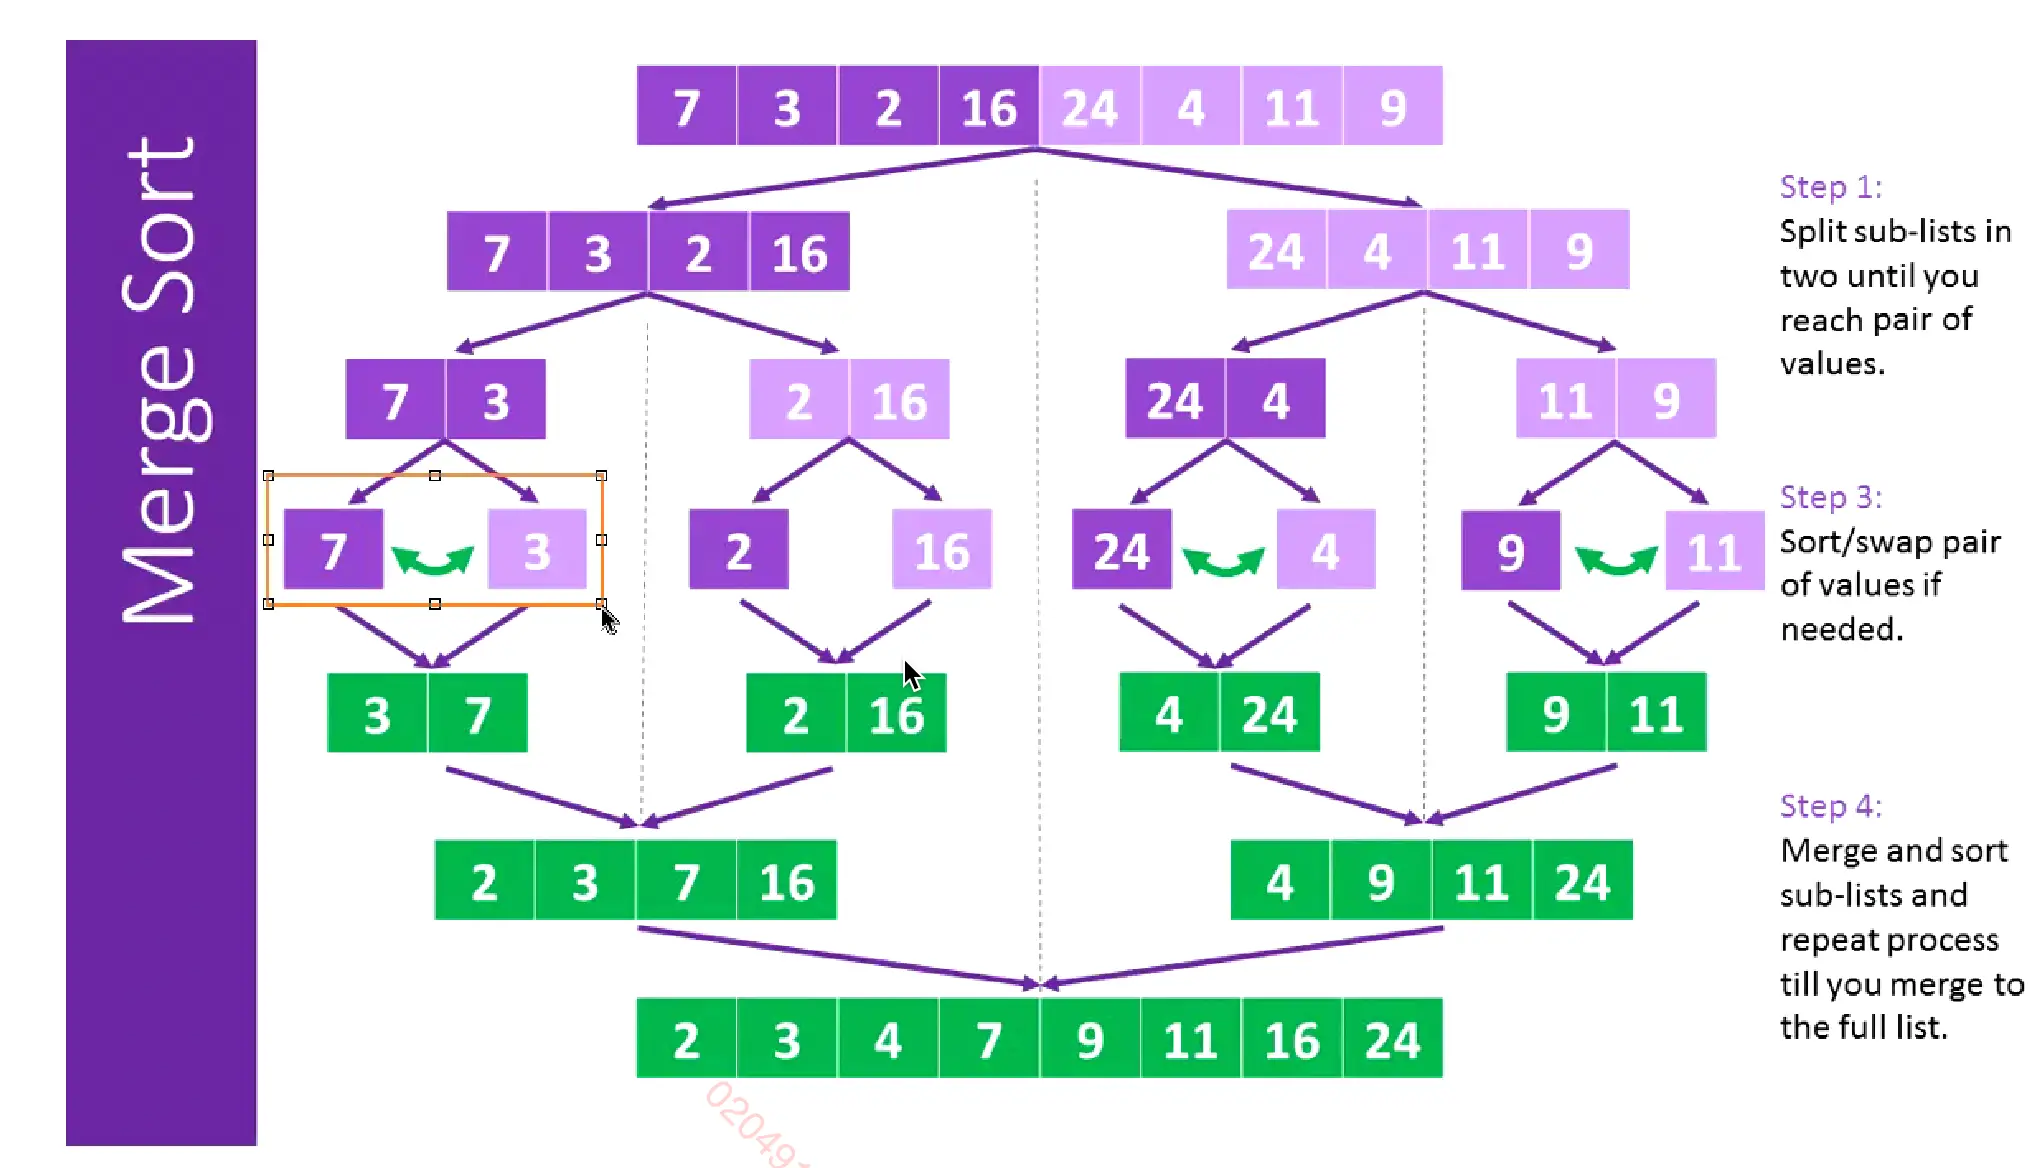 Merge Sort
7 3 2 16 24 4 11 9
Step 1:
Split sub-lists in
two until you
reach pair of
values.
7 3 2 16
24 4 11 9
7 3
2 16
24 4
11 9
7 3
2 16
24 4
9 11
Step 3:
Sort/swap pair
of values if
needed.
3 7
2 16
4 24
9 11
2 3 7 16
4 9 11 24
Step 4:
Merge and sort
sub-lists and
repeat process
till you merge to
the full list.
2 3 4 7 9 11 16 24